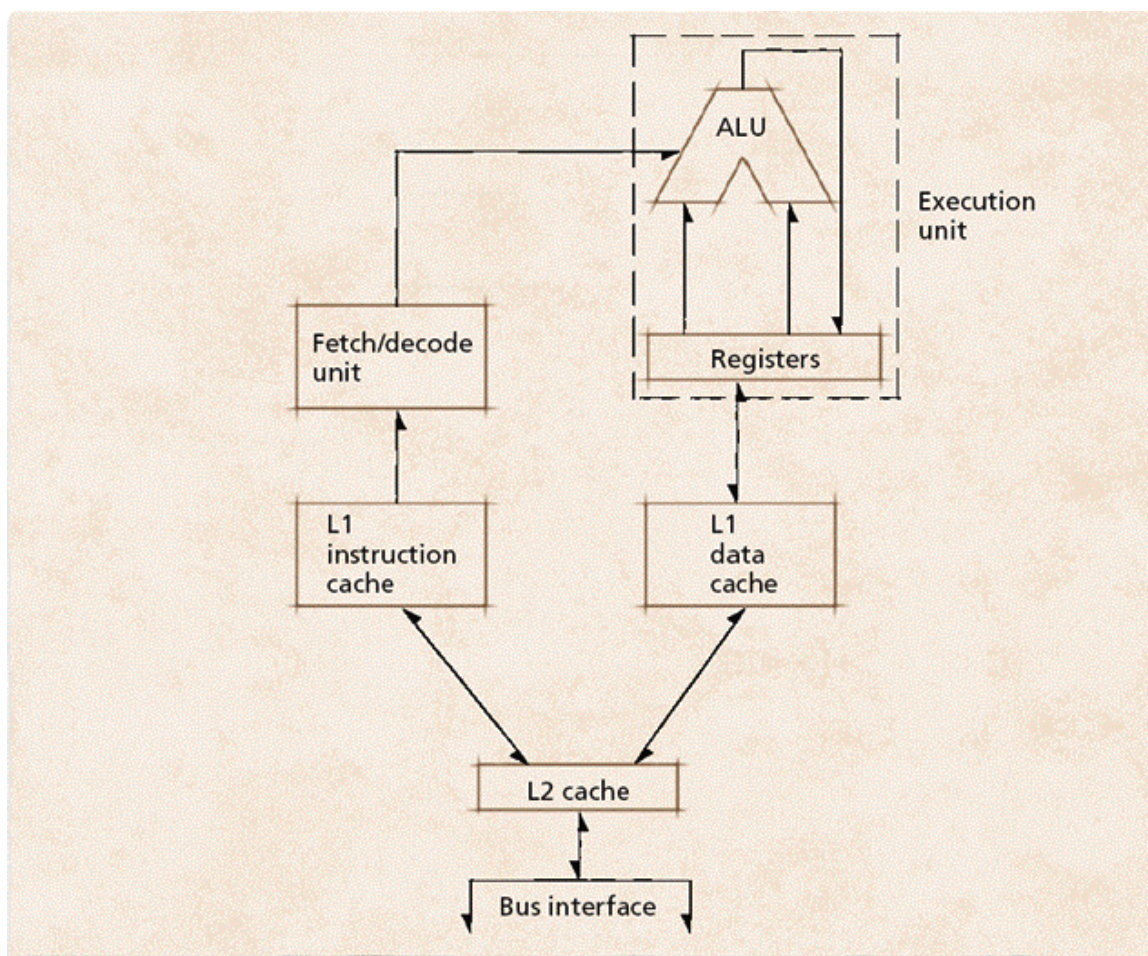 ALU
Execution
unit
Fetch/decode
unit
Registers
L1
instruction
cache
L1
data
cache
L2 cache
Bus interface